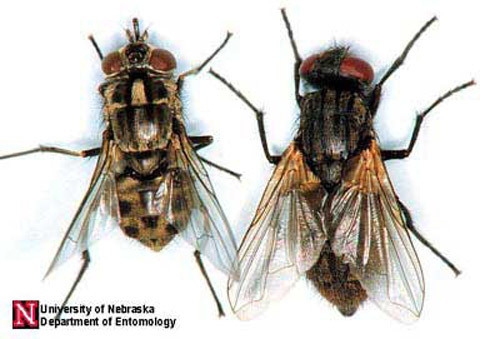 N
University of Nebraska
Department of Entomology